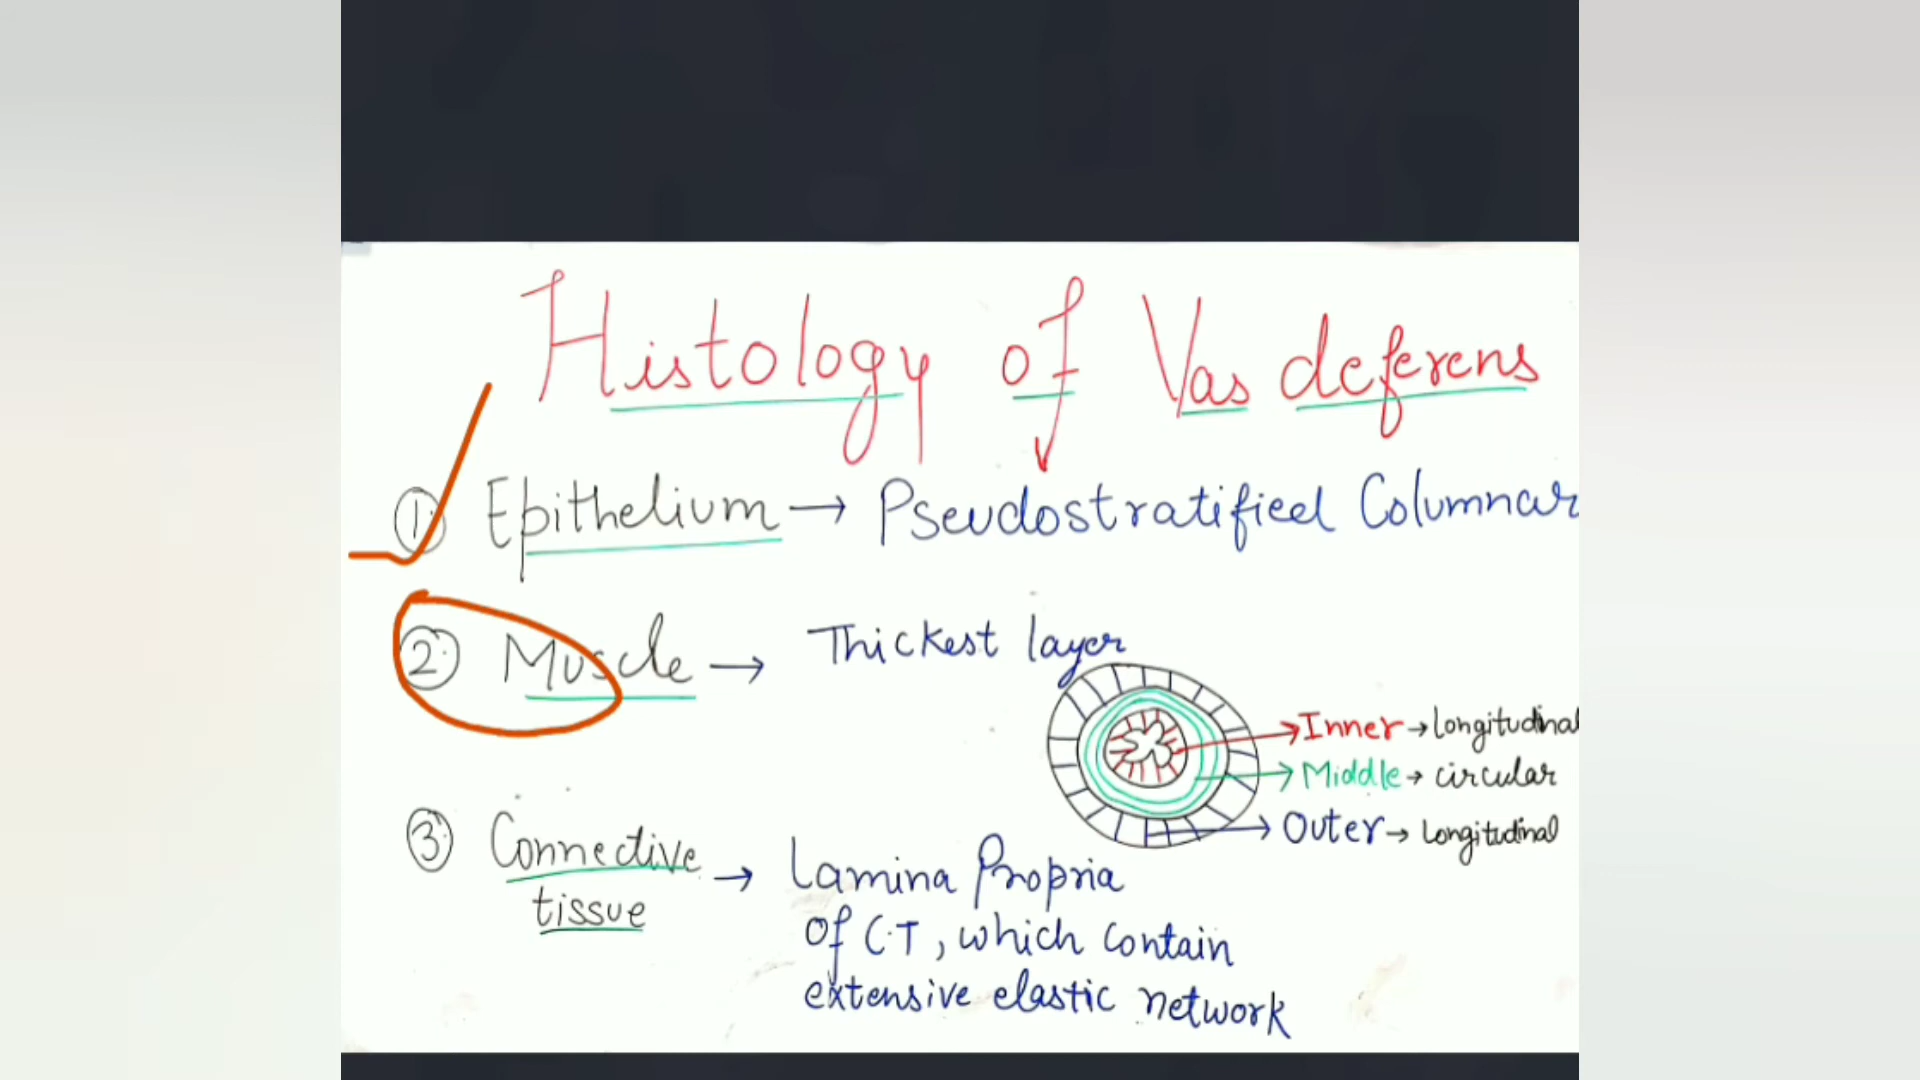 Histology of Vas deferens
① Epithelium → Pseudostratified Columnar
② Muscle → Thickest layer
→ Inner → longitudinal
→ Middle → circular
→ Outer → Longitudinal
③ Connective tissue → Lamina Propria
of C.T, which contain
extensive elastic network